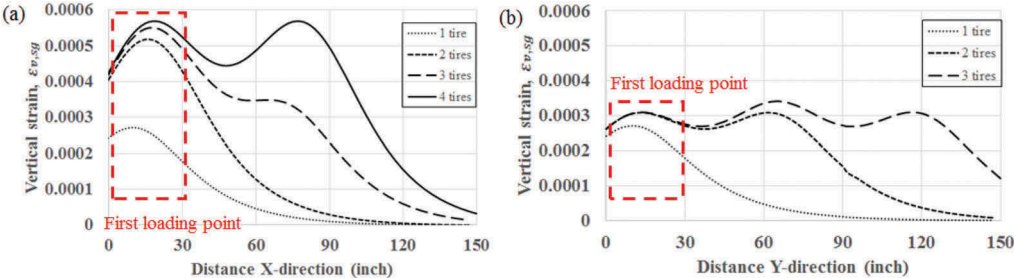 (a)
Vertical strain, εv,sg
0.0006
0.0005
0.0004
0.0003
0.0002
0.0001
0
1 tire
2 tires
3 tires
4 tires
First loading point
0 30 60 90 120 150
Distance X-direction (inch)
(b)
Vertical strain, εv,sg
0.0006
0.0005
0.0004
0.0003
0.0002
0.0001
0
1 tire
2 tires
3 tires
First loading point
0 30 60 90 120 150
Distance Y-direction (inch)